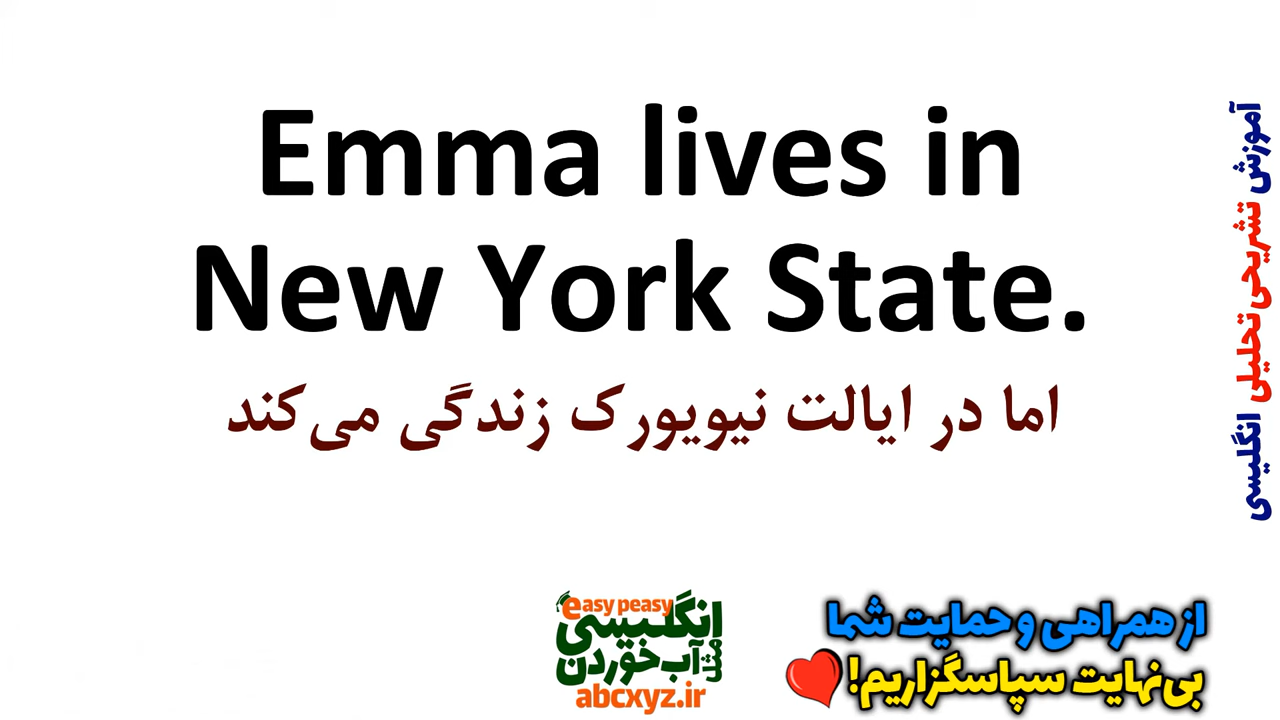 Emma lives in
New York State.
اما در ایالت نیویورک زندگی می‌کند
آموزش تشریحی تحلیلی انگلیسی
easy peasy
انگلیسی
مثل آب خوردن
abcxyz.ir
از همراهی و حمایت شما
بی‌نهایت سپاسگزاریم!